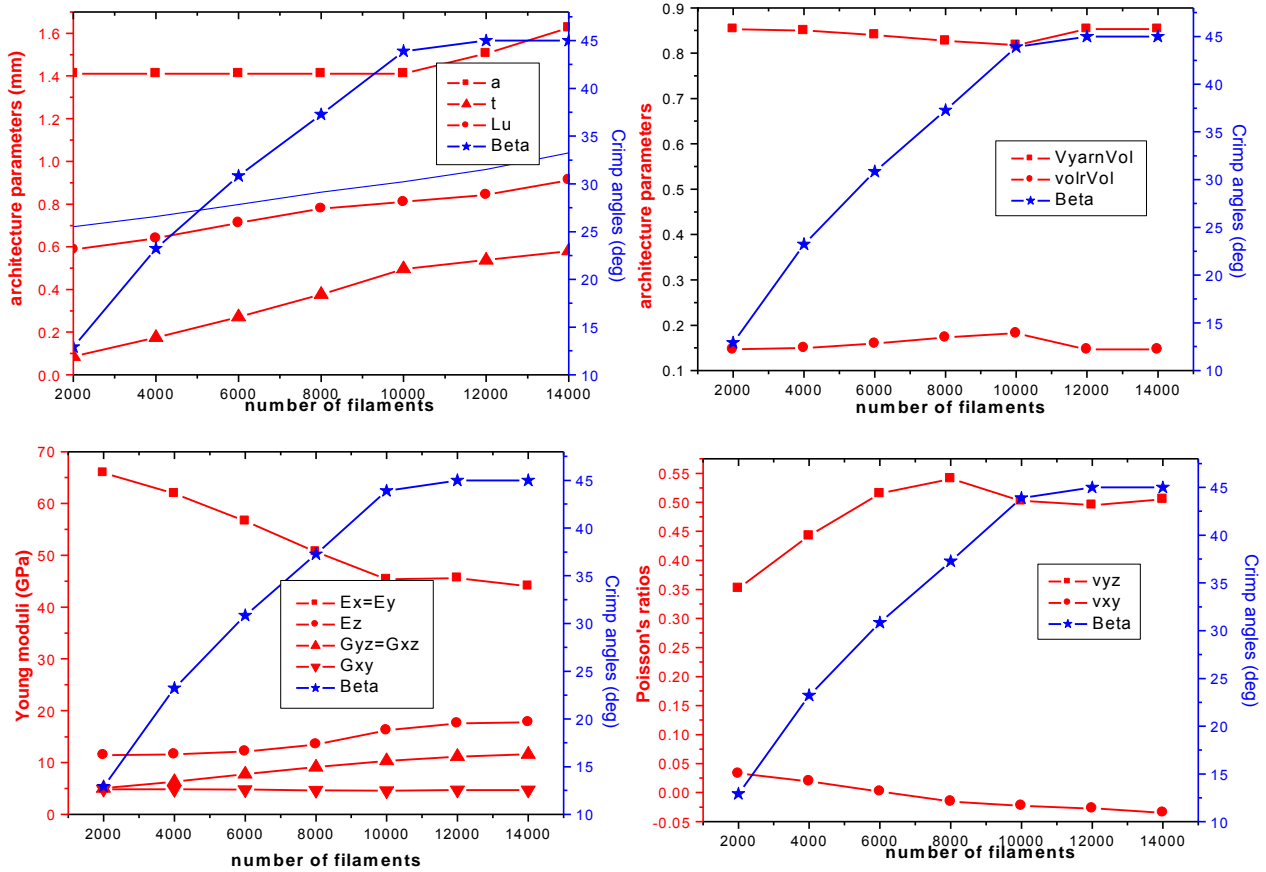 architecture parameters (mm)
1.6
1.4
1.2
1.0
0.8
0.6
0.4
0.2
0.0
a
t
Lu
Beta
45
40
35
30
25
20
15
10
Crimp angles (deg)
2000 4000 6000 8000 10000 12000 14000
number of filaments
architecture parameters
0.9
0.8
0.7
0.6
0.5
0.4
0.3
0.2
0.1
VyarnVol
volrVol
Beta
45
40
35
30
25
20
15
10
Crimp angles (deg)
2000 4000 6000 8000 10000 12000 14000
number of filaments
Young moduli (GPa)
70
60
50
40
30
20
10
0
Ex=Ey
Ez
Gyz=Gxz
Gxy
Beta
45
40
35
30
25
20
15
10
Crimp angles (deg)
2000 4000 6000 8000 10000 12000 14000
number of filaments
Poisson's ratios
0.55
0.50
0.45
0.40
0.35
0.30
0.25
0.20
0.15
0.10
0.05
0.00
-0.05
vyz
vxy
Beta
45
40
35
30
25
20
15
10
Crimp angles (deg)
2000 4000 6000 8000 10000 12000 14000
number of filaments